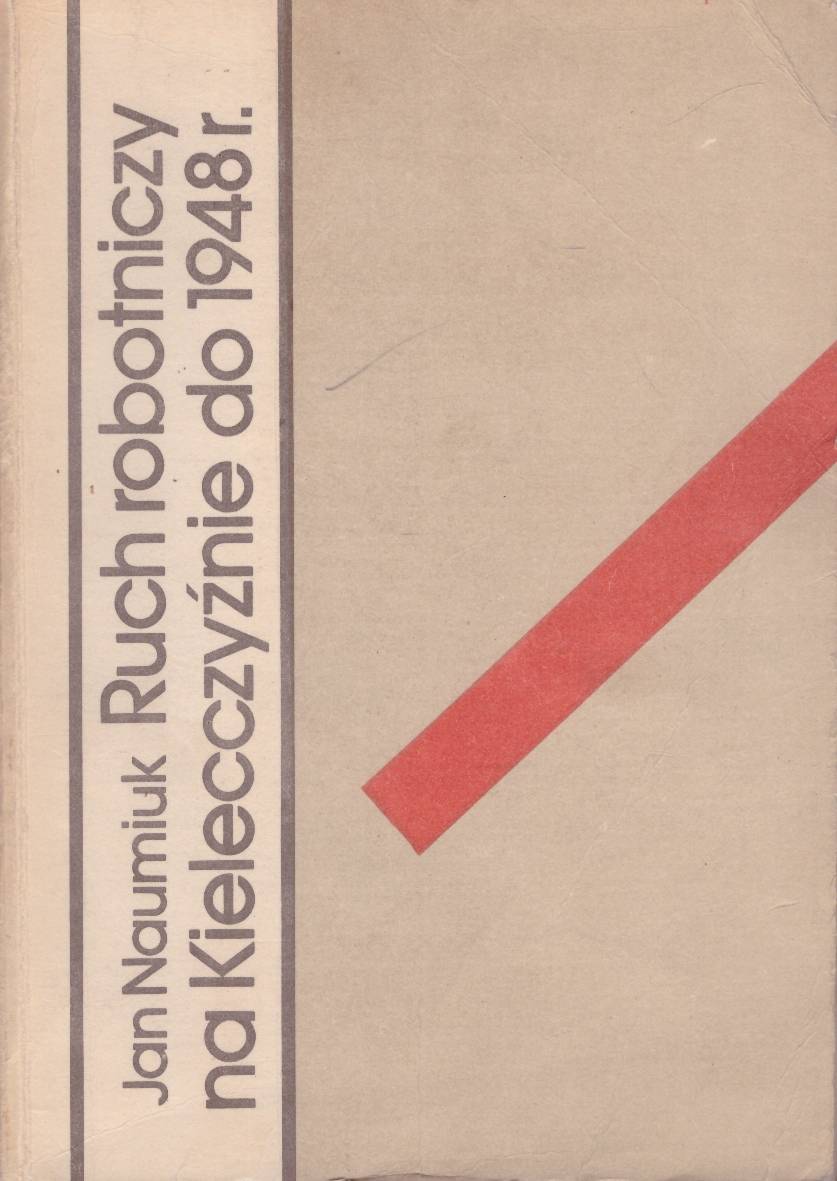 Jan Naumiuk Ruch robotniczy
na Kielecczyźnie do 1948 r.